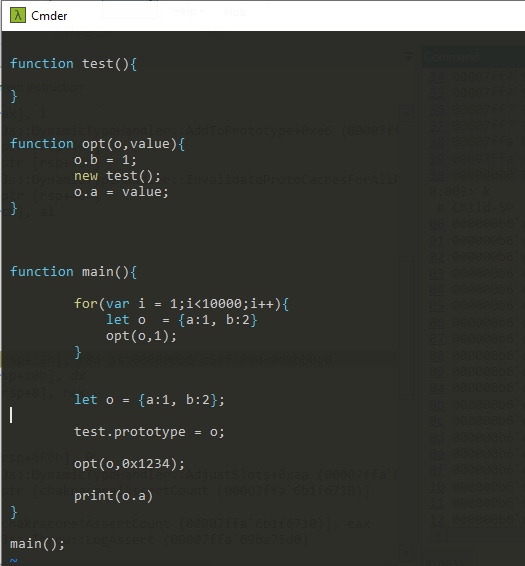 λ Cmder
function test(){
}
function opt(o,value){
o.b = 1;
new test();
o.a = value;
}
function main(){
for(var i = 1;i<10000;i++){
let o  = {a:1, b:2}
opt(o,1);
}
let o = {a:1, b:2};
test.prototype = o;
opt(o,0x1234);
print(o.a)
}
main();
~